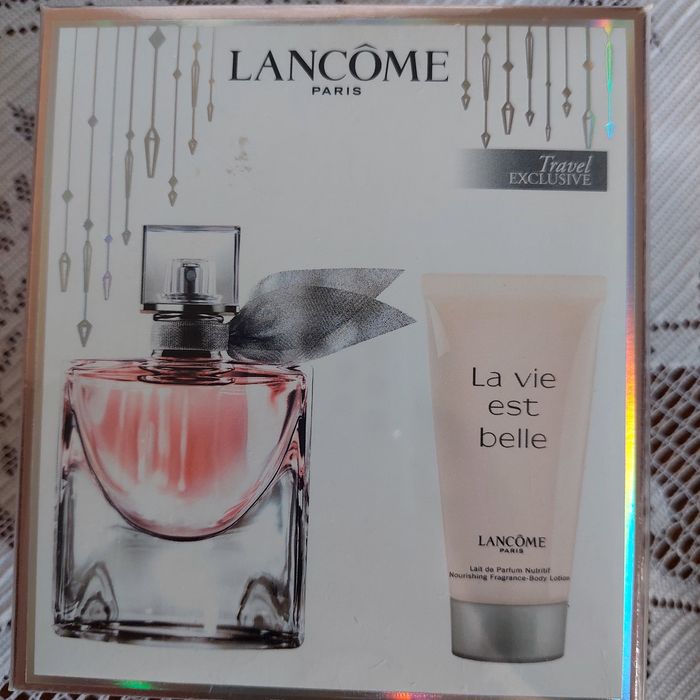 LANCÔME
PARIS
Travel
EXCLUSIVE
La vie
est
belle
LANCÔME
PARIS
Lait de Parfum Nutritif
Nourishing Fragrance-Body Lotion